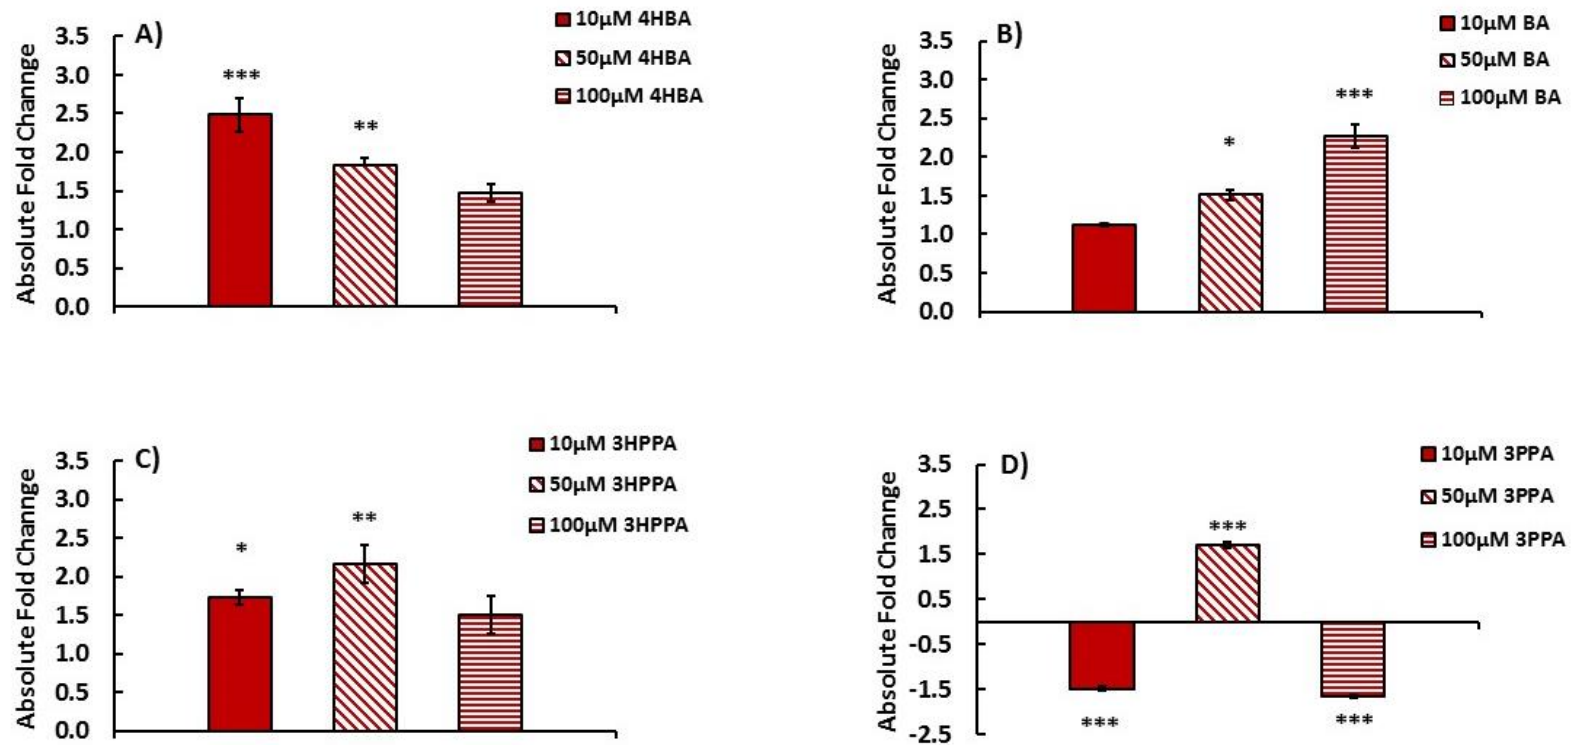 A)
10μM 4HBA
50μM 4HBA
100μM 4HBA
Absolute Fold Channge
3.5
3.0
2.5
2.0
1.5
1.0
0.5
0.0
***
**
B)
10μM BA
50μM BA
100μM BA
Absolute Fold Channge
3.5
3.0
2.5
2.0
1.5
1.0
0.5
0.0
*
***
C)
10μM 3HPPA
50μM 3HPPA
100μM 3HPPA
Absolute Fold Channge
3.5
3.0
2.5
2.0
1.5
1.0
0.5
0.0
*
**
D)
10μM 3PPA
50μM 3PPA
100μM 3PPA
Absolute Fold Channge
3.5
2.5
1.5
0.5
-0.5
-1.5
-2.5
***
***
***